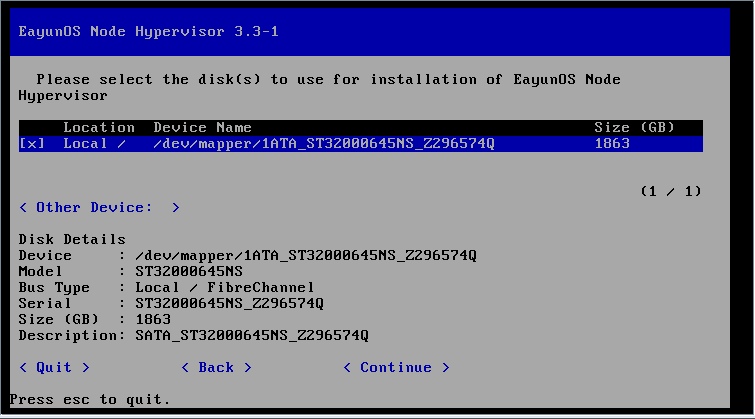 EayunOS Node Hypervisor 3.3-1
Please select the disk(s) to use for installation of EayunOS Node
Hypervisor
Location Device Name Size (GB)
[x] Local / /dev/mapper/1ATA_ST32000645NS_Z296574Q 1863
(1 / 1)
< Other Device: >
Disk Details
Device : /dev/mapper/1ATA_ST32000645NS_Z296574Q
Model : ST32000645NS
Bus Type : Local / FibreChannel
Serial : ST32000645NS_Z296574Q
Size (GB) : 1863
Description: SATA_ST32000645NS_Z296574Q
< Quit > < Back > < Continue >
Press esc to quit.